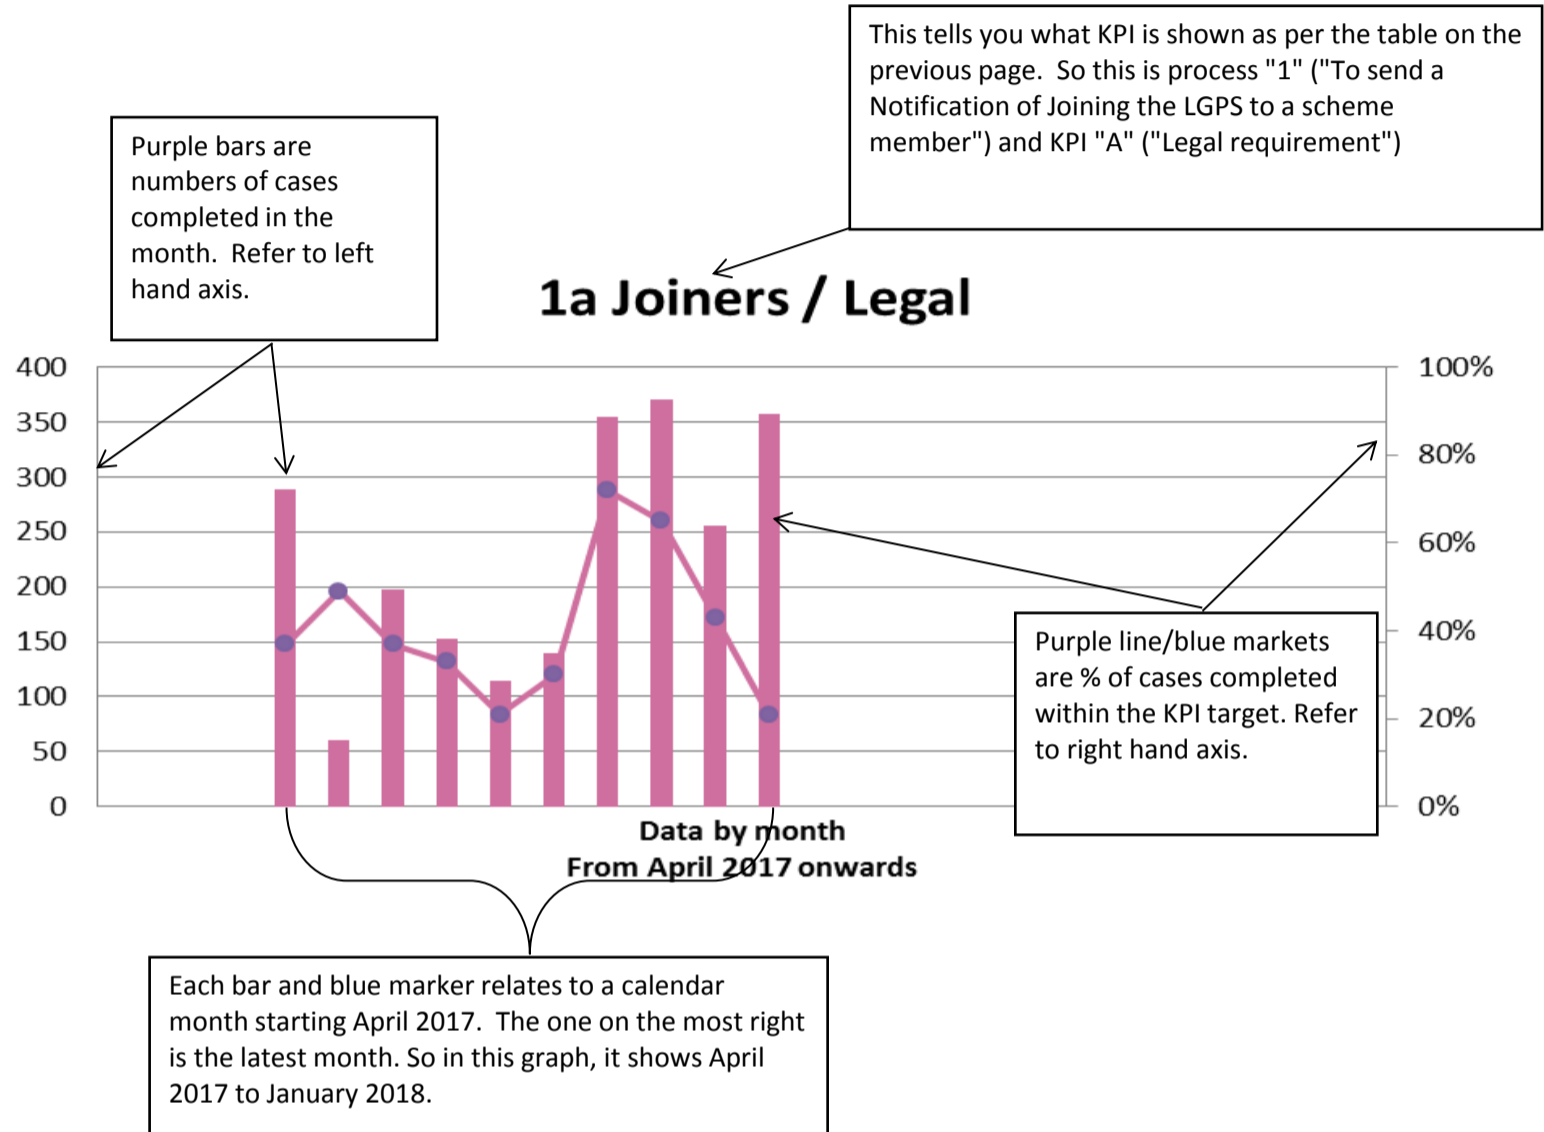 This tells you what KPI is shown as per the table on the
previous page.  So this is process "1" ("To send a
Notification of Joining the LGPS to a scheme
member") and KPI "A" ("Legal requirement")
Purple bars are
numbers of cases
completed in the
month.  Refer to left
hand axis.
1a Joiners / Legal
400
350
300
250
200
150
100
50
0
100%
80%
60%
40%
20%
0%
Purple line/blue markets
are % of cases completed
within the KPI target. Refer
to right hand axis.
Data by month
From April 2017 onwards
Each bar and blue marker relates to a calendar
month starting April 2017.  The one on the most right
is the latest month. So in this graph, it shows April
2017 to January 2018.